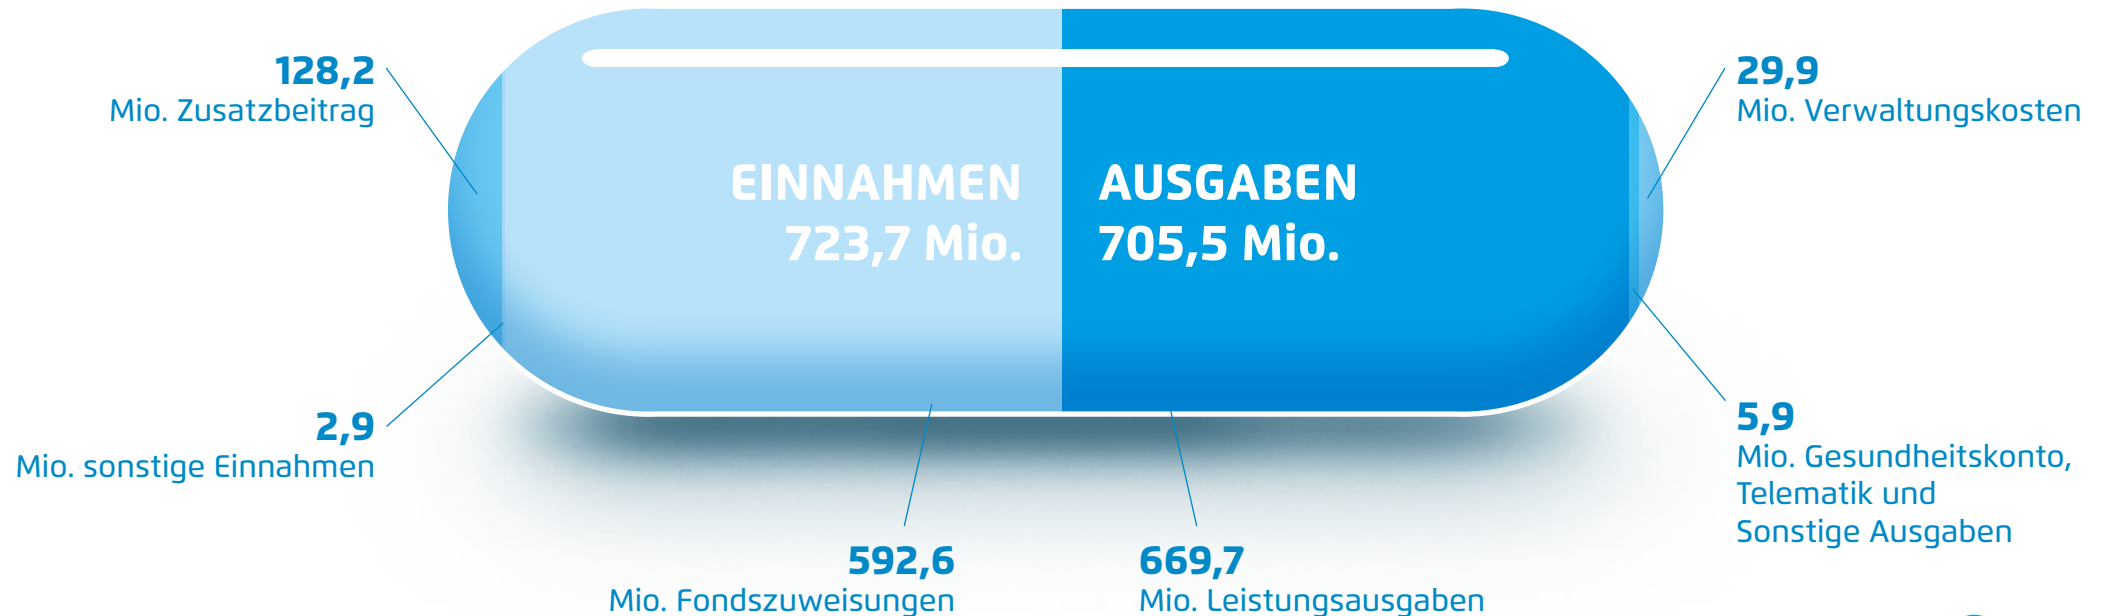 128,2
Mio. Zusatzbeitrag
2,9
Mio. sonstige Einnahmen
EINNAHMEN
723,7 Mio.
592,6
Mio. Fondszuweisungen
AUSGABEN
705,5 Mio.
669,7
Mio. Leistungsausgaben
29,9
Mio. Verwaltungskosten
5,9
Mio. Gesundheitskonto,
Telematik und
Sonstige Ausgaben